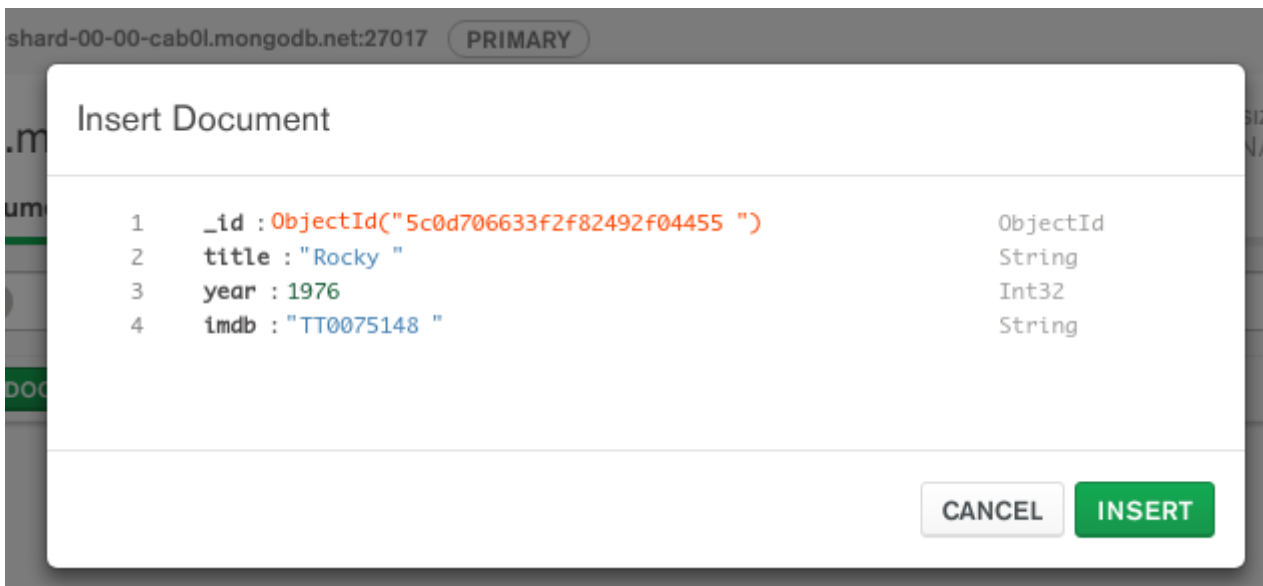 shard-00-00-cab0l.mongodb.net:27017 PRIMARY
Insert Document
1 _id : ObjectId("5c0d706633f2f82492f04455 ") ObjectId
2 title : "Rocky " String
3 year : 1976 Int32
4 imdb : "TT0075148 " String
CANCEL INSERT